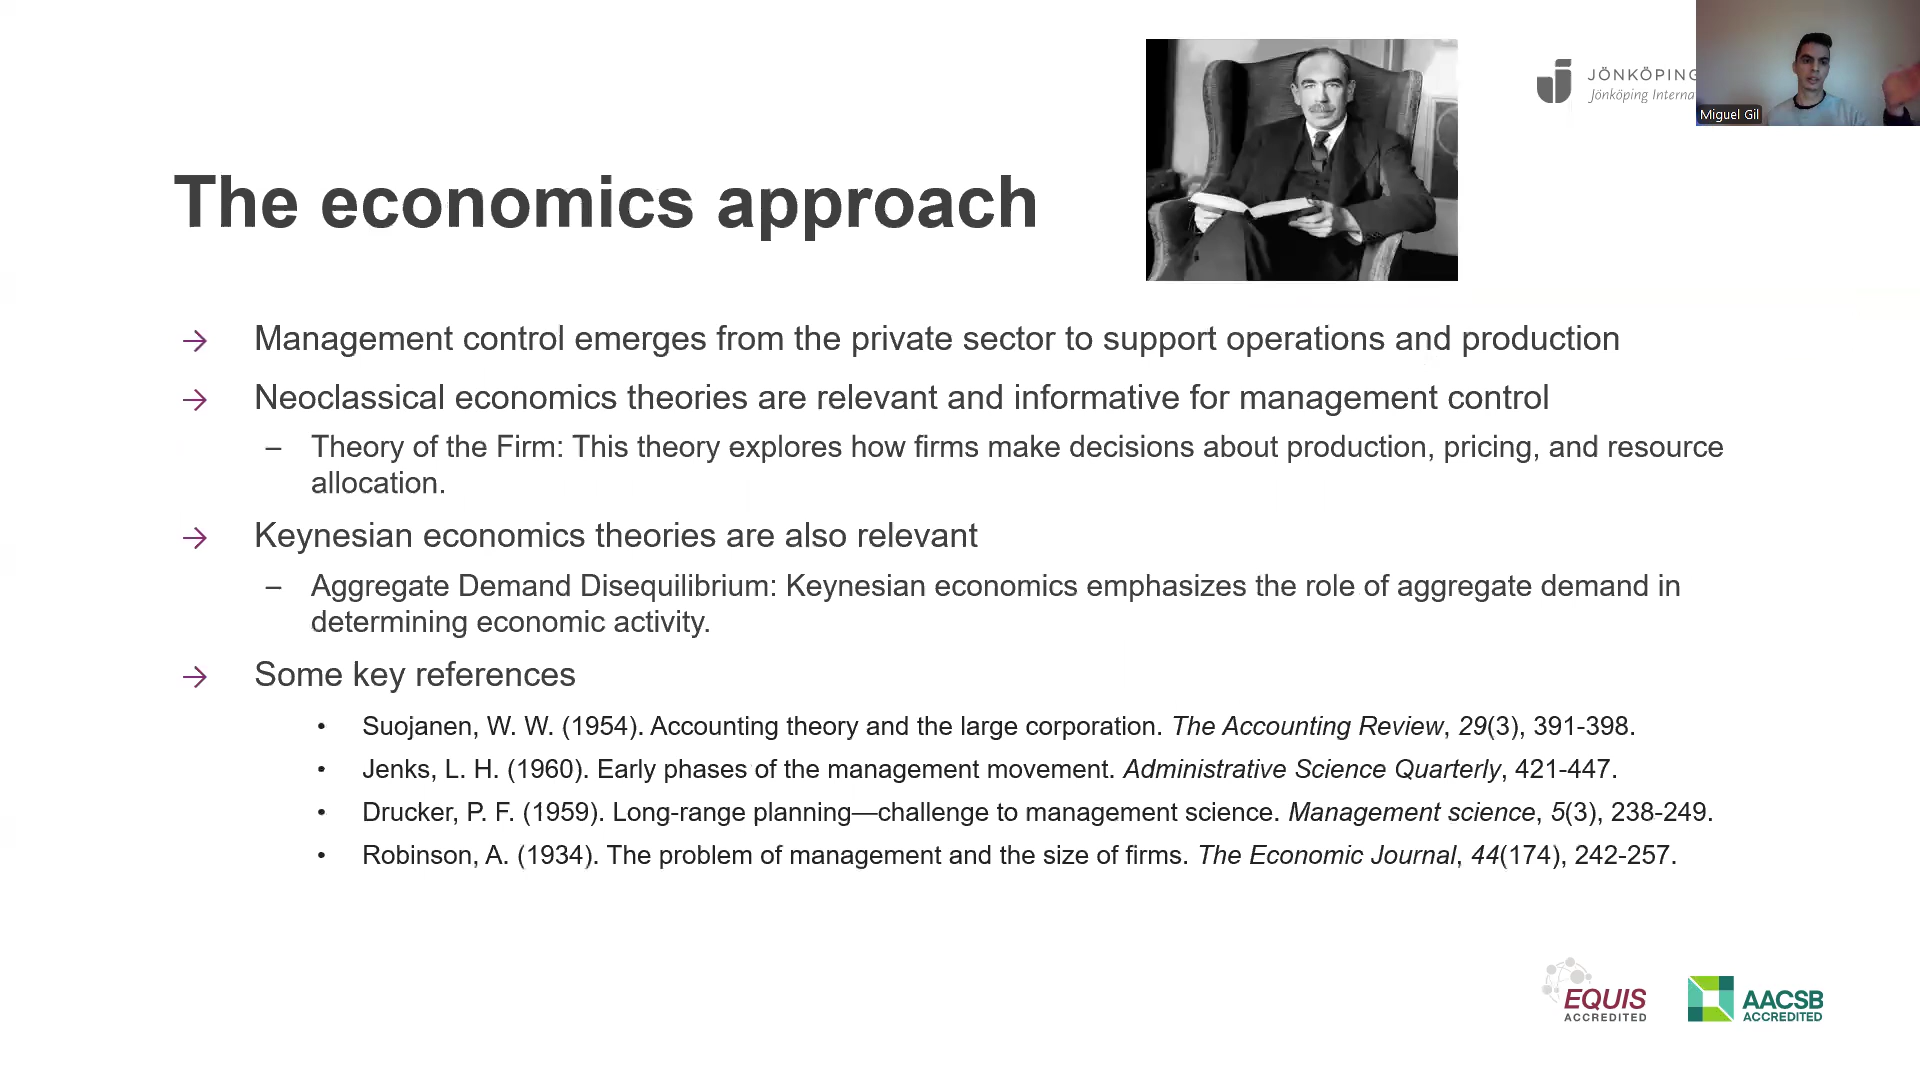 JÖNKÖPING
Jönköping Interna
Miguel Gil
The economics approach
→ Management control emerges from the private sector to support operations and production
→ Neoclassical economics theories are relevant and informative for management control
– Theory of the Firm: This theory explores how firms make decisions about production, pricing, and resource
allocation.
→ Keynesian economics theories are also relevant
– Aggregate Demand Disequilibrium: Keynesian economics emphasizes the role of aggregate demand in
determining economic activity.
→ Some key references
• Suojanen, W. W. (1954). Accounting theory and the large corporation. The Accounting Review, 29(3), 391-398.
• Jenks, L. H. (1960). Early phases of the management movement. Administrative Science Quarterly, 421-447.
• Drucker, P. F. (1959). Long-range planning—challenge to management science. Management science, 5(3), 238-249.
• Robinson, A. (1934). The problem of management and the size of firms. The Economic Journal, 44(174), 242-257.
EQUIS
ACCREDITED
AACSB
ACCREDITED